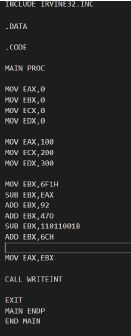 INCLUDE IRVINE32.INC
.DATA
.CODE
MAIN PROC
MOV EAX,0
MOV EBX,0
MOV ECX,0
MOV EDX,0
MOV EAX,100
MOV ECX,200
MOV EDX,300
MOV EBX,6F1H
SUB EBX,EAX
ADD EBX,92
ADD EBX,47O
SUB EBX,11011001B
ADD EBX,6CH
MOV EAX,EBX
CALL WRITEINT
EXIT
MAIN ENDP
END MAIN